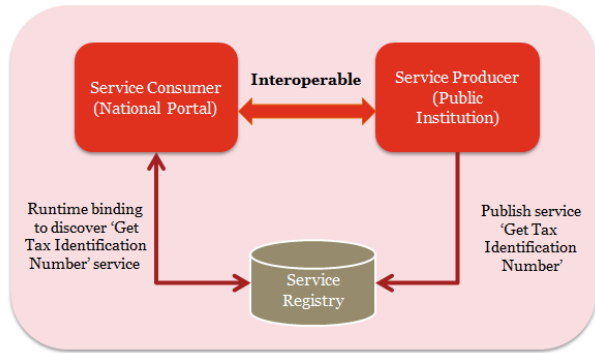 Service Consumer
(National Portal)
Interoperable
Service Producer
(Public
Institution)
Runtime binding
to discover ‘Get
Tax Identification
Number’ service
Publish service
‘Get Tax
Identification
Number’
Service
Registry